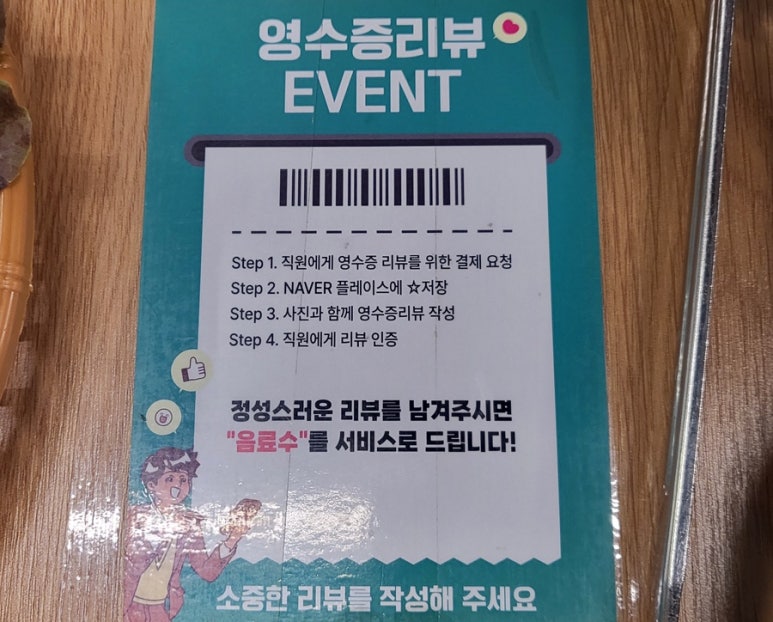 영수증리뷰
EVENT
Step 1. 직원에게 영수증 리뷰를 위한 결제 요청
Step 2. NAVER 플레이스에 ☆저장
Step 3. 사진과 함께 영수증리뷰 작성
Step 4. 직원에게 리뷰 인증
정성스러운 리뷰를 남겨주시면
"음료수"를 서비스로 드립니다!
소중한 리뷰를 작성해 주세요